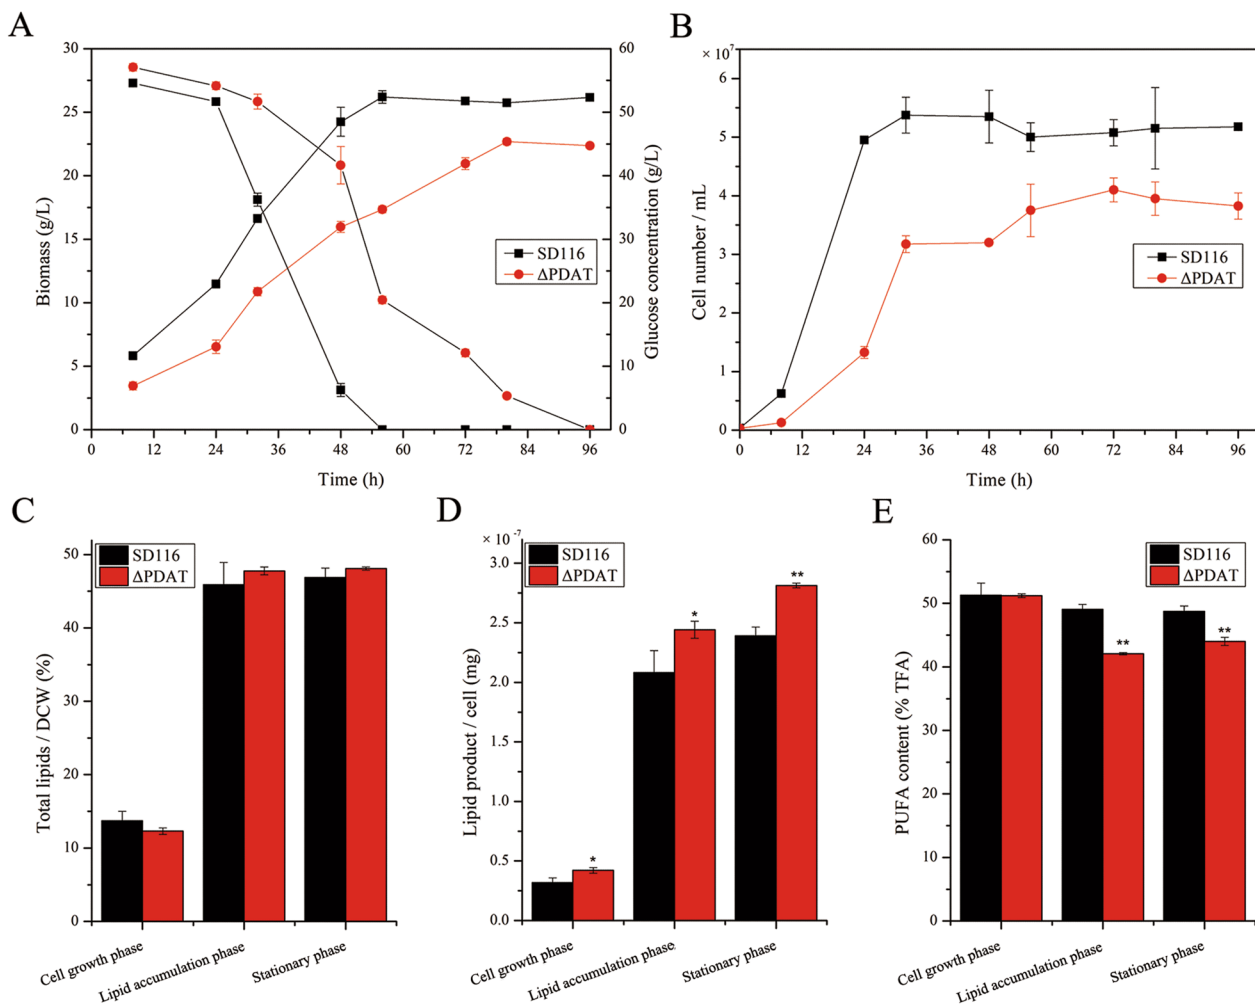 A
30
25
20
15
10
5
0
Biomass (g/L)
60
50
40
30
20
10
0
Glucose concentration (g/L)
SD116
ΔPDAT
0 12 24 36 48 60 72 84 96
Time (h)
B
× 10⁷
6
5
4
3
2
1
0
Cell number / mL
SD116
ΔPDAT
0 12 24 36 48 60 72 84 96
Time (h)
C
50
40
30
20
10
0
Total lipids / DCW (%)
SD116
ΔPDAT
Cell growth phase
Lipid accumulation phase
Stationary phase
D
× 10⁻⁷
3.0
2.5
2.0
1.5
1.0
0.5
0.0
Lipid product / cell (mg)
SD116
ΔPDAT
*
*
**
Cell growth phase
Lipid accumulation phase
Stationary phase
E
60
50
40
30
20
10
0
PUFA content (% TFA)
SD116
ΔPDAT
**
**
Cell growth phase
Lipid accumulation phase
Stationary phase